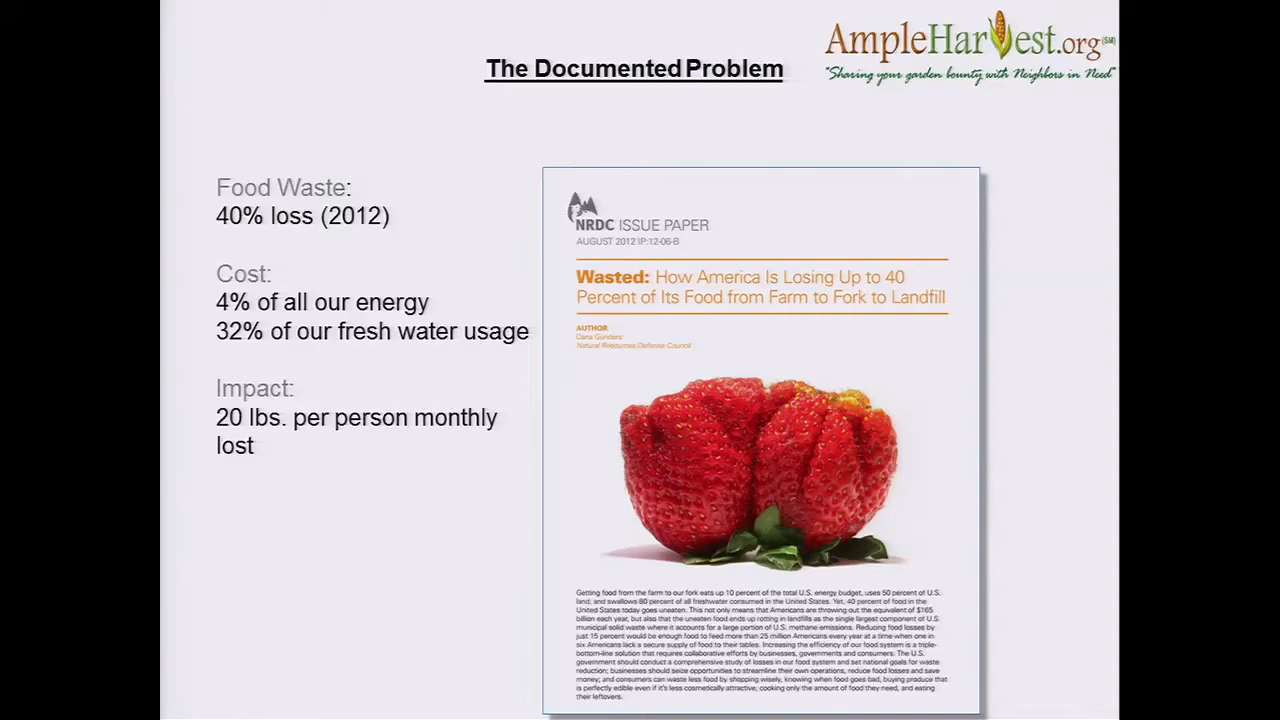 AmpleHarvest.org(SM)
"Sharing your garden bounty with Neighbors in Need"
The Documented Problem
Food Waste:
40% loss (2012)
Cost:
4% of all our energy
32% of our fresh water usage
Impact:
20 lbs. per person monthly
lost
NRDC ISSUE PAPER
AUGUST 2012 IP:12-06-B
Wasted: How America Is Losing Up to 40
Percent of Its Food from Farm to Fork to Landfill
AUTHOR
Dana Gunders
Natural Resources Defense Council
Getting food from the farm to our fork eats up 10 percent of the total U.S. energy budget, uses 50 percent of U.S.
land, and swallows 80 percent of all freshwater consumed in the United States. Yet, 40 percent of food in the
United States today goes uneaten. This not only means that Americans are throwing out the equivalent of $165
billion each year, but also that the uneaten food ends up rotting in landfills as the single largest component of U.S.
municipal solid waste where it accounts for a large portion of U.S. methane emissions. Reducing food losses by
just 15 percent would be enough food to feed more than 25 million Americans every year at a time when one in
six Americans lack a secure supply of food to their tables. Increasing the efficiency of our food system is a triple-
bottom-line solution that requires collaborative efforts by businesses, governments and consumers. The U.S.
government should conduct a comprehensive study of losses in our food system and set national goals for waste
reduction; businesses should seize opportunities to streamline their own operations, reduce food losses and save
money; and consumers can waste less food by shopping wisely, knowing when food goes bad, buying produce that
is perfectly edible even if it's less cosmetically attractive, cooking only the amount of food they need, and eating
their leftovers.